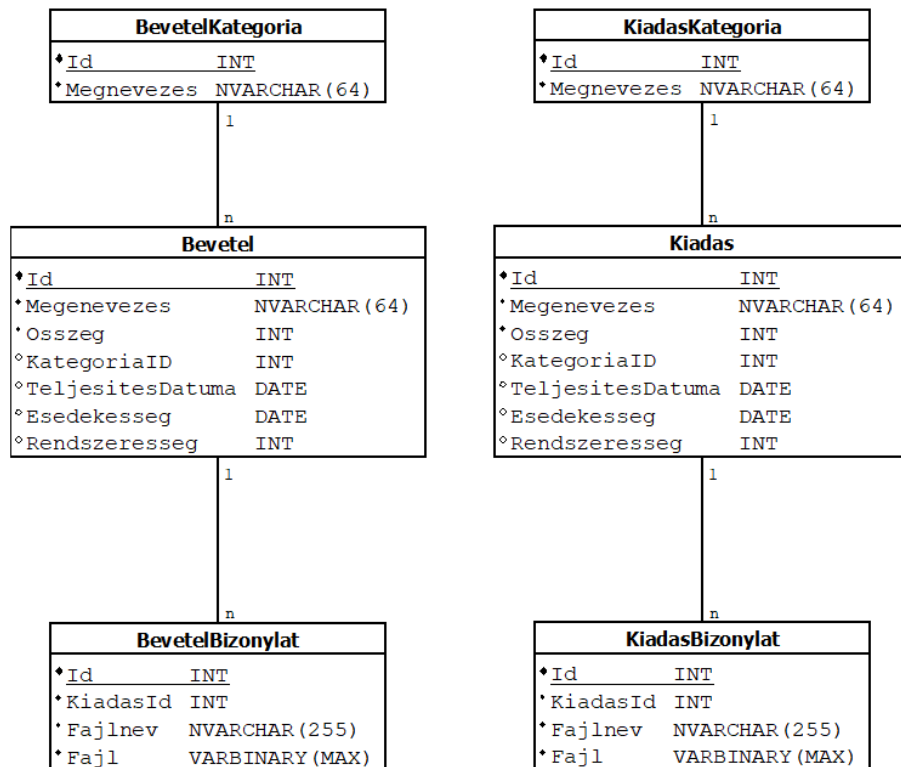 BevetelKategoria
Id INT
Megnevezes NVARCHAR(64)
1
n
Bevetel
Id INT
Megenevezes NVARCHAR(64)
Osszeg INT
KategoriaID INT
TeljesitesDatuma DATE
Esedekesseg DATE
Rendszeresseg INT
1
n
BevetelBizonylat
Id INT
KiadasId INT
Fajlnev NVARCHAR(255)
Fajl VARBINARY(MAX)
KiadasKategoria
Id INT
Megnevezes NVARCHAR(64)
1
n
Kiadas
Id INT
Megenevezes NVARCHAR(64)
Osszeg INT
KategoriaID INT
TeljesitesDatuma DATE
Esedekesseg DATE
Rendszeresseg INT
1
n
KiadasBizonylat
Id INT
KiadasId INT
Fajlnev NVARCHAR(255)
Fajl VARBINARY(MAX)